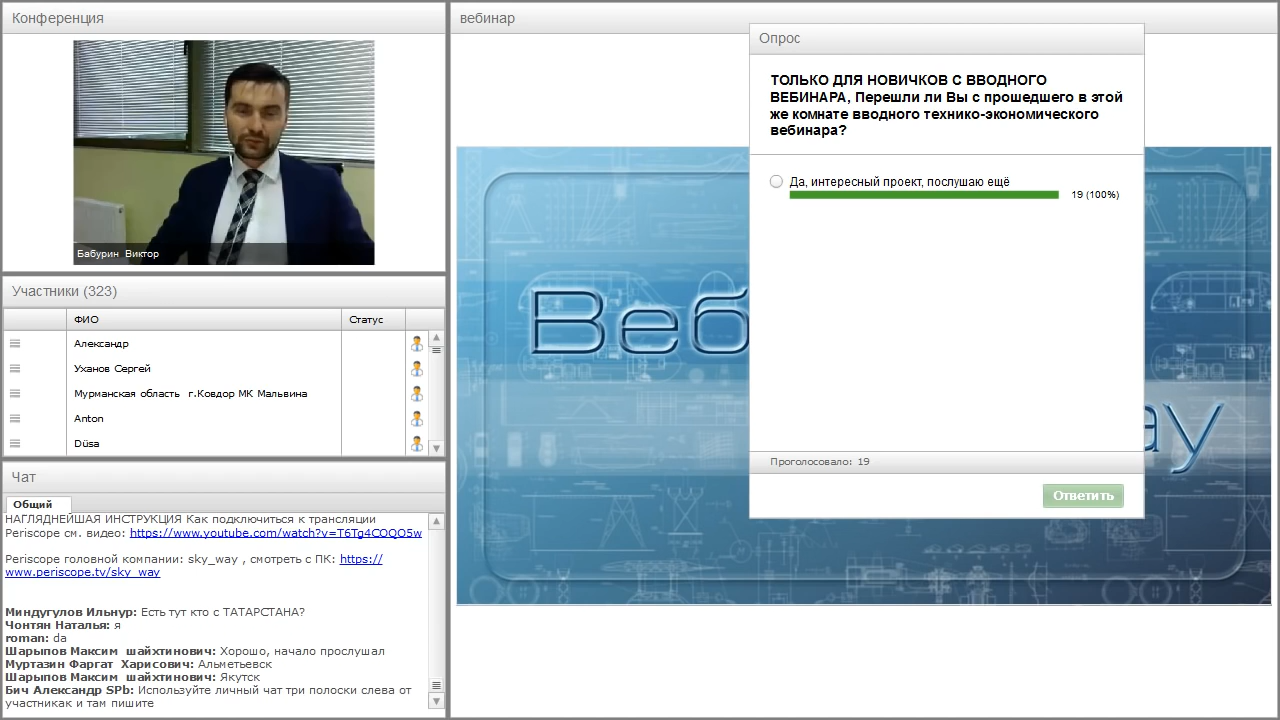 Конференция
Бабурин Виктор
Участники (323)
ФИО
Статус
Александр
Уханов Сергей
Мурманская область г.Ковдор МК Мальвина
Anton
Düsa
Чат
Общий
НАГЛЯДНЕЙШАЯ ИНСТРУКЦИЯ Как подключиться к трансляции
Periscope см. видео: https://www.youtube.com/watch?v=T6Tg4COQO5w
Periscope головной компании: sky_way , смотреть с ПК: https://
www.periscope.tv/sky_way
Миндугулов Ильнур: Есть тут кто с ТАТАРСТАНА?
Чонтян Наталья: я
roman: da
Шарыпов Максим шайхтинович: Хорошо, начало прослушал
Муртазин Фаргат Харисович: Альметьевск
Шарыпов Максим шайхтинович: Якутск
Бич Александр SPb: Используйте личный чат три полоски слева от
участникак и там пишите
вебинар
Веб
ay
Опрос
ТОЛЬКО ДЛЯ НОВИЧКОВ С ВВОДНОГО
ВЕБИНАРА, Перешли ли Вы с прошедшего в этой
же комнате вводного технико-экономического
вебинара?
Да, интересный проект, послушаю ещё
19 (100%)
Проголосовало: 19
Ответить